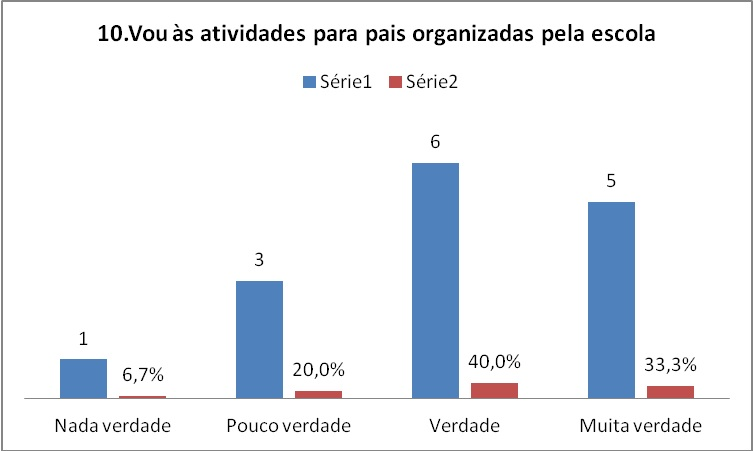 10.Vou às atividades para pais organizadas pela escola
Série1 Série2
6
5
3
1
40,0%
33,3%
20,0%
6,7%
Nada verdade Pouco verdade Verdade Muita verdade